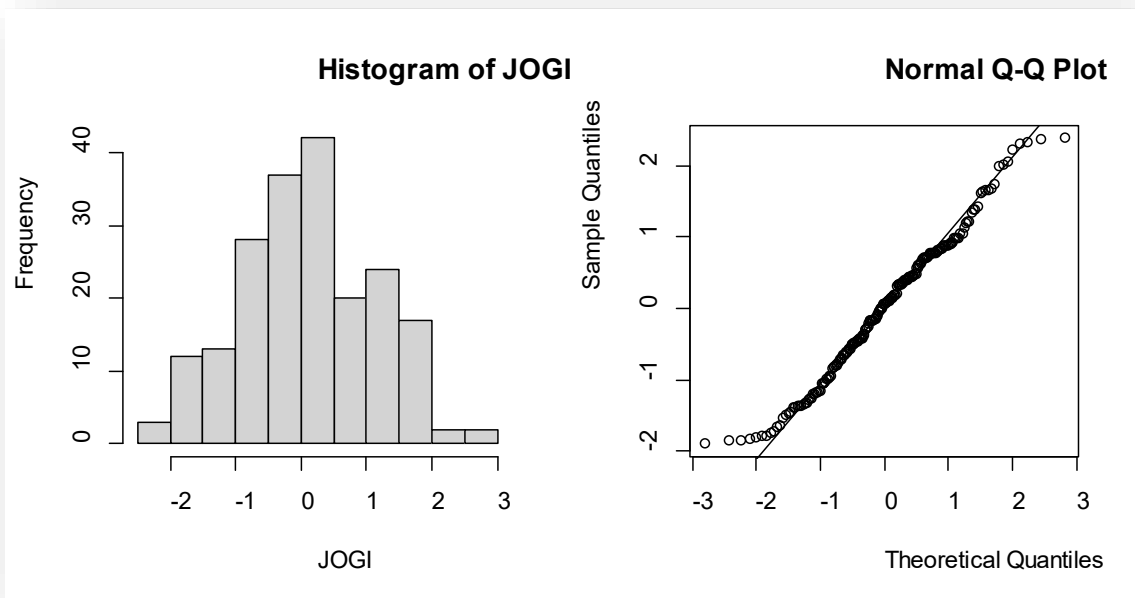 Histogram of JOGI
Frequency
0 10 20 30 40
-2 -1 0 1 2 3
JOGI
Normal Q-Q Plot
Sample Quantiles
-2 -1 0 1 2
-3 -2 -1 0 1 2 3
Theoretical Quantiles